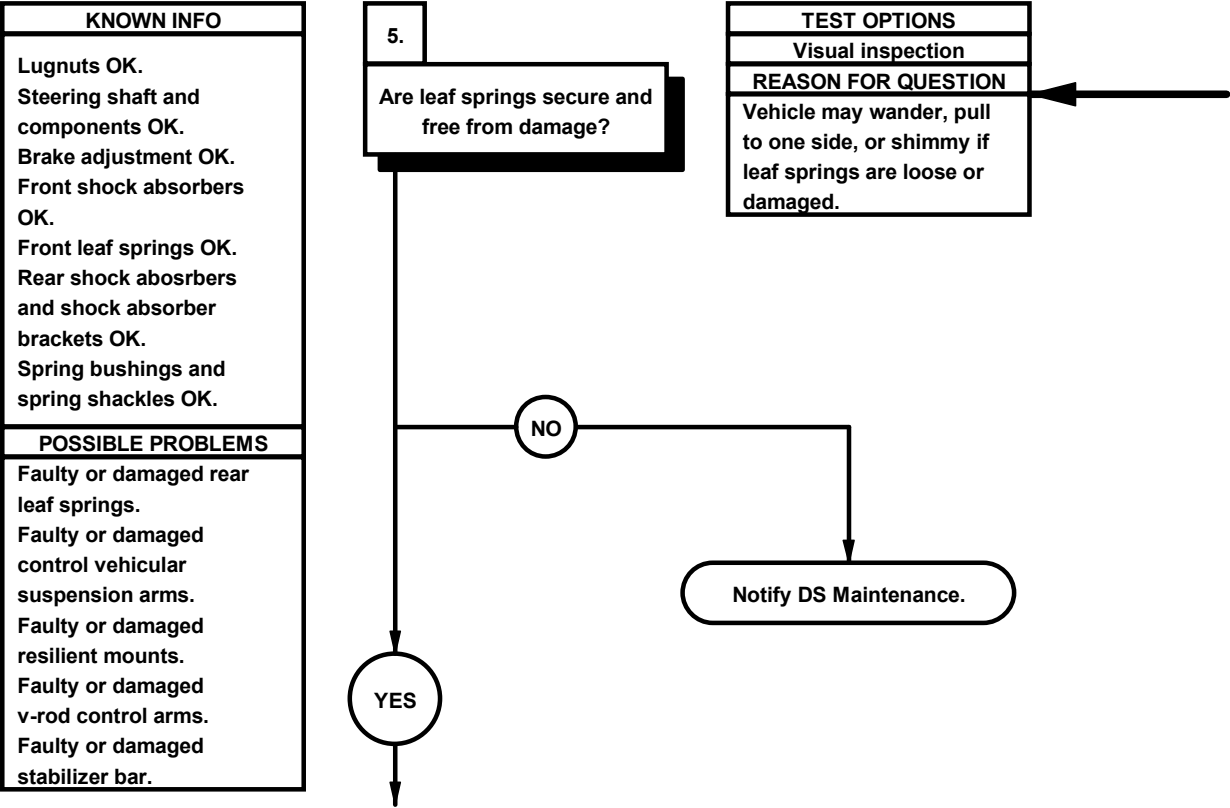 KNOWN INFO
Lugnuts OK.
Steering shaft and
components OK.
Brake adjustment OK.
Front shock absorbers
OK.
Front leaf springs OK.
Rear shock abosrbers
and shock absorber
brackets OK.
Spring bushings and
spring shackles OK.
POSSIBLE PROBLEMS
Faulty or damaged rear
leaf springs.
Faulty or damaged
control vehicular
suspension arms.
Faulty or damaged
resilient mounts.
Faulty or damaged
v-rod control arms.
Faulty or damaged
stabilizer bar.
5.
Are leaf springs secure and
free from damage?
TEST OPTIONS
Visual inspection
REASON FOR QUESTION
Vehicle may wander, pull
to one side, or shimmy if
leaf springs are loose or
damaged.
NO
Notify DS Maintenance.
YES